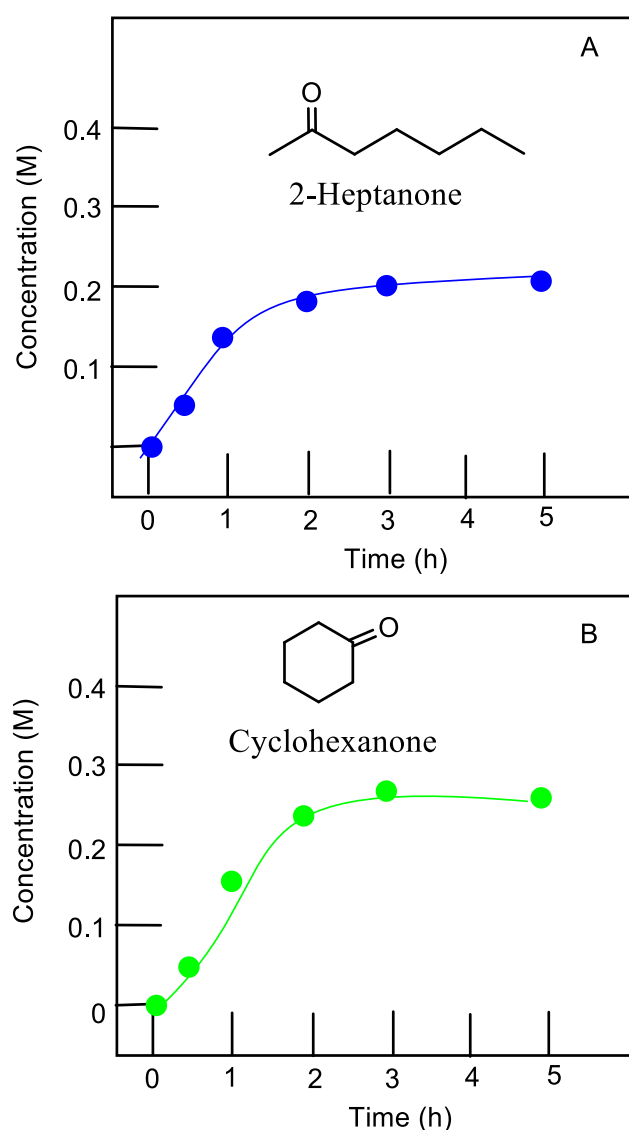 A
O
2-Heptanone
0.4
0.3
0.2
0.1
Concentration (M)
0 1 2 3 4 5
Time (h)
B
O
Cyclohexanone
0.4
0.3
0.2
0.1
0
Concentration (M)
0 1 2 3 4 5
Time (h)